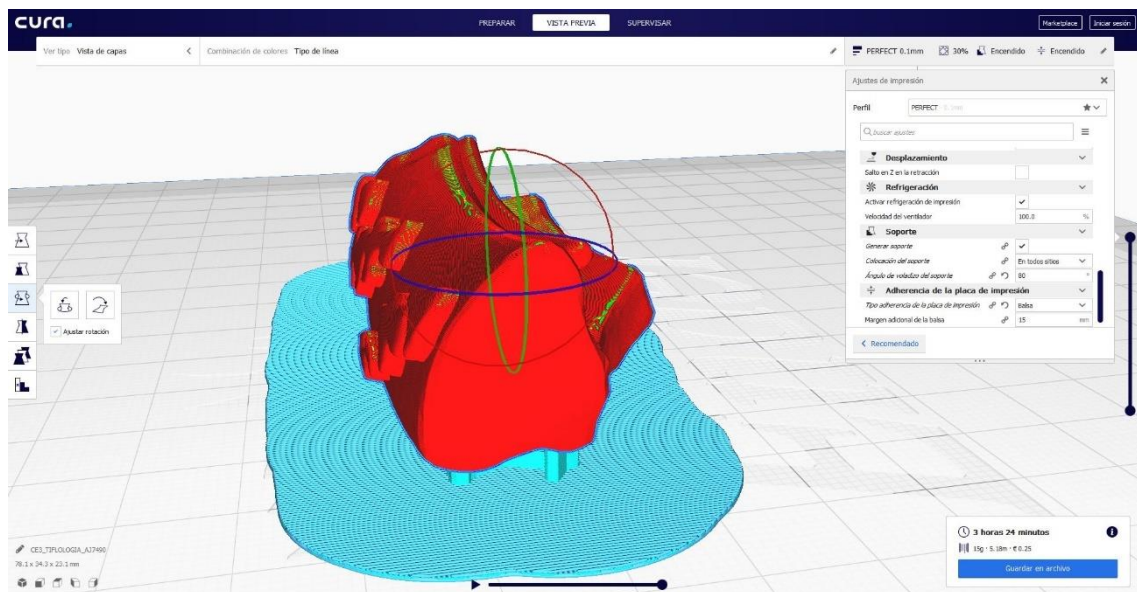 cura.
PREPARAR
VISTA PREVIA
SUPERVISAR
Marketplace
Iniciar sesión
Ver tipo Vista de capas
Combinación de colores Tipo de línea
PERFECT 0.1mm
30%
Encendido
Encendido
Ajustes de impresión
Perfil
PERFECT 0.1mm
buscar ajustes
Desplazamiento
Salto en Z en la retracción
Refrigeración
Activar refrigeración de impresión
Velocidad del ventilador 100.0 %
Soporte
Generar soporte
Colocación del soporte En todos sitios
Ángulo de voladizo del soporte 80 °
Adherencia de la placa de impresión
Tipo adherencia de la placa de impresión Balsa
Margen adicional de la balsa 15 mm
Recomendado
Ajustar rotación
CE3_TIFLOLOGIA_AJ7490
78.1 x 34.3 x 23.1 mm
3 horas 24 minutos
15g · 5.18m · € 0.25
Guardar en archivo